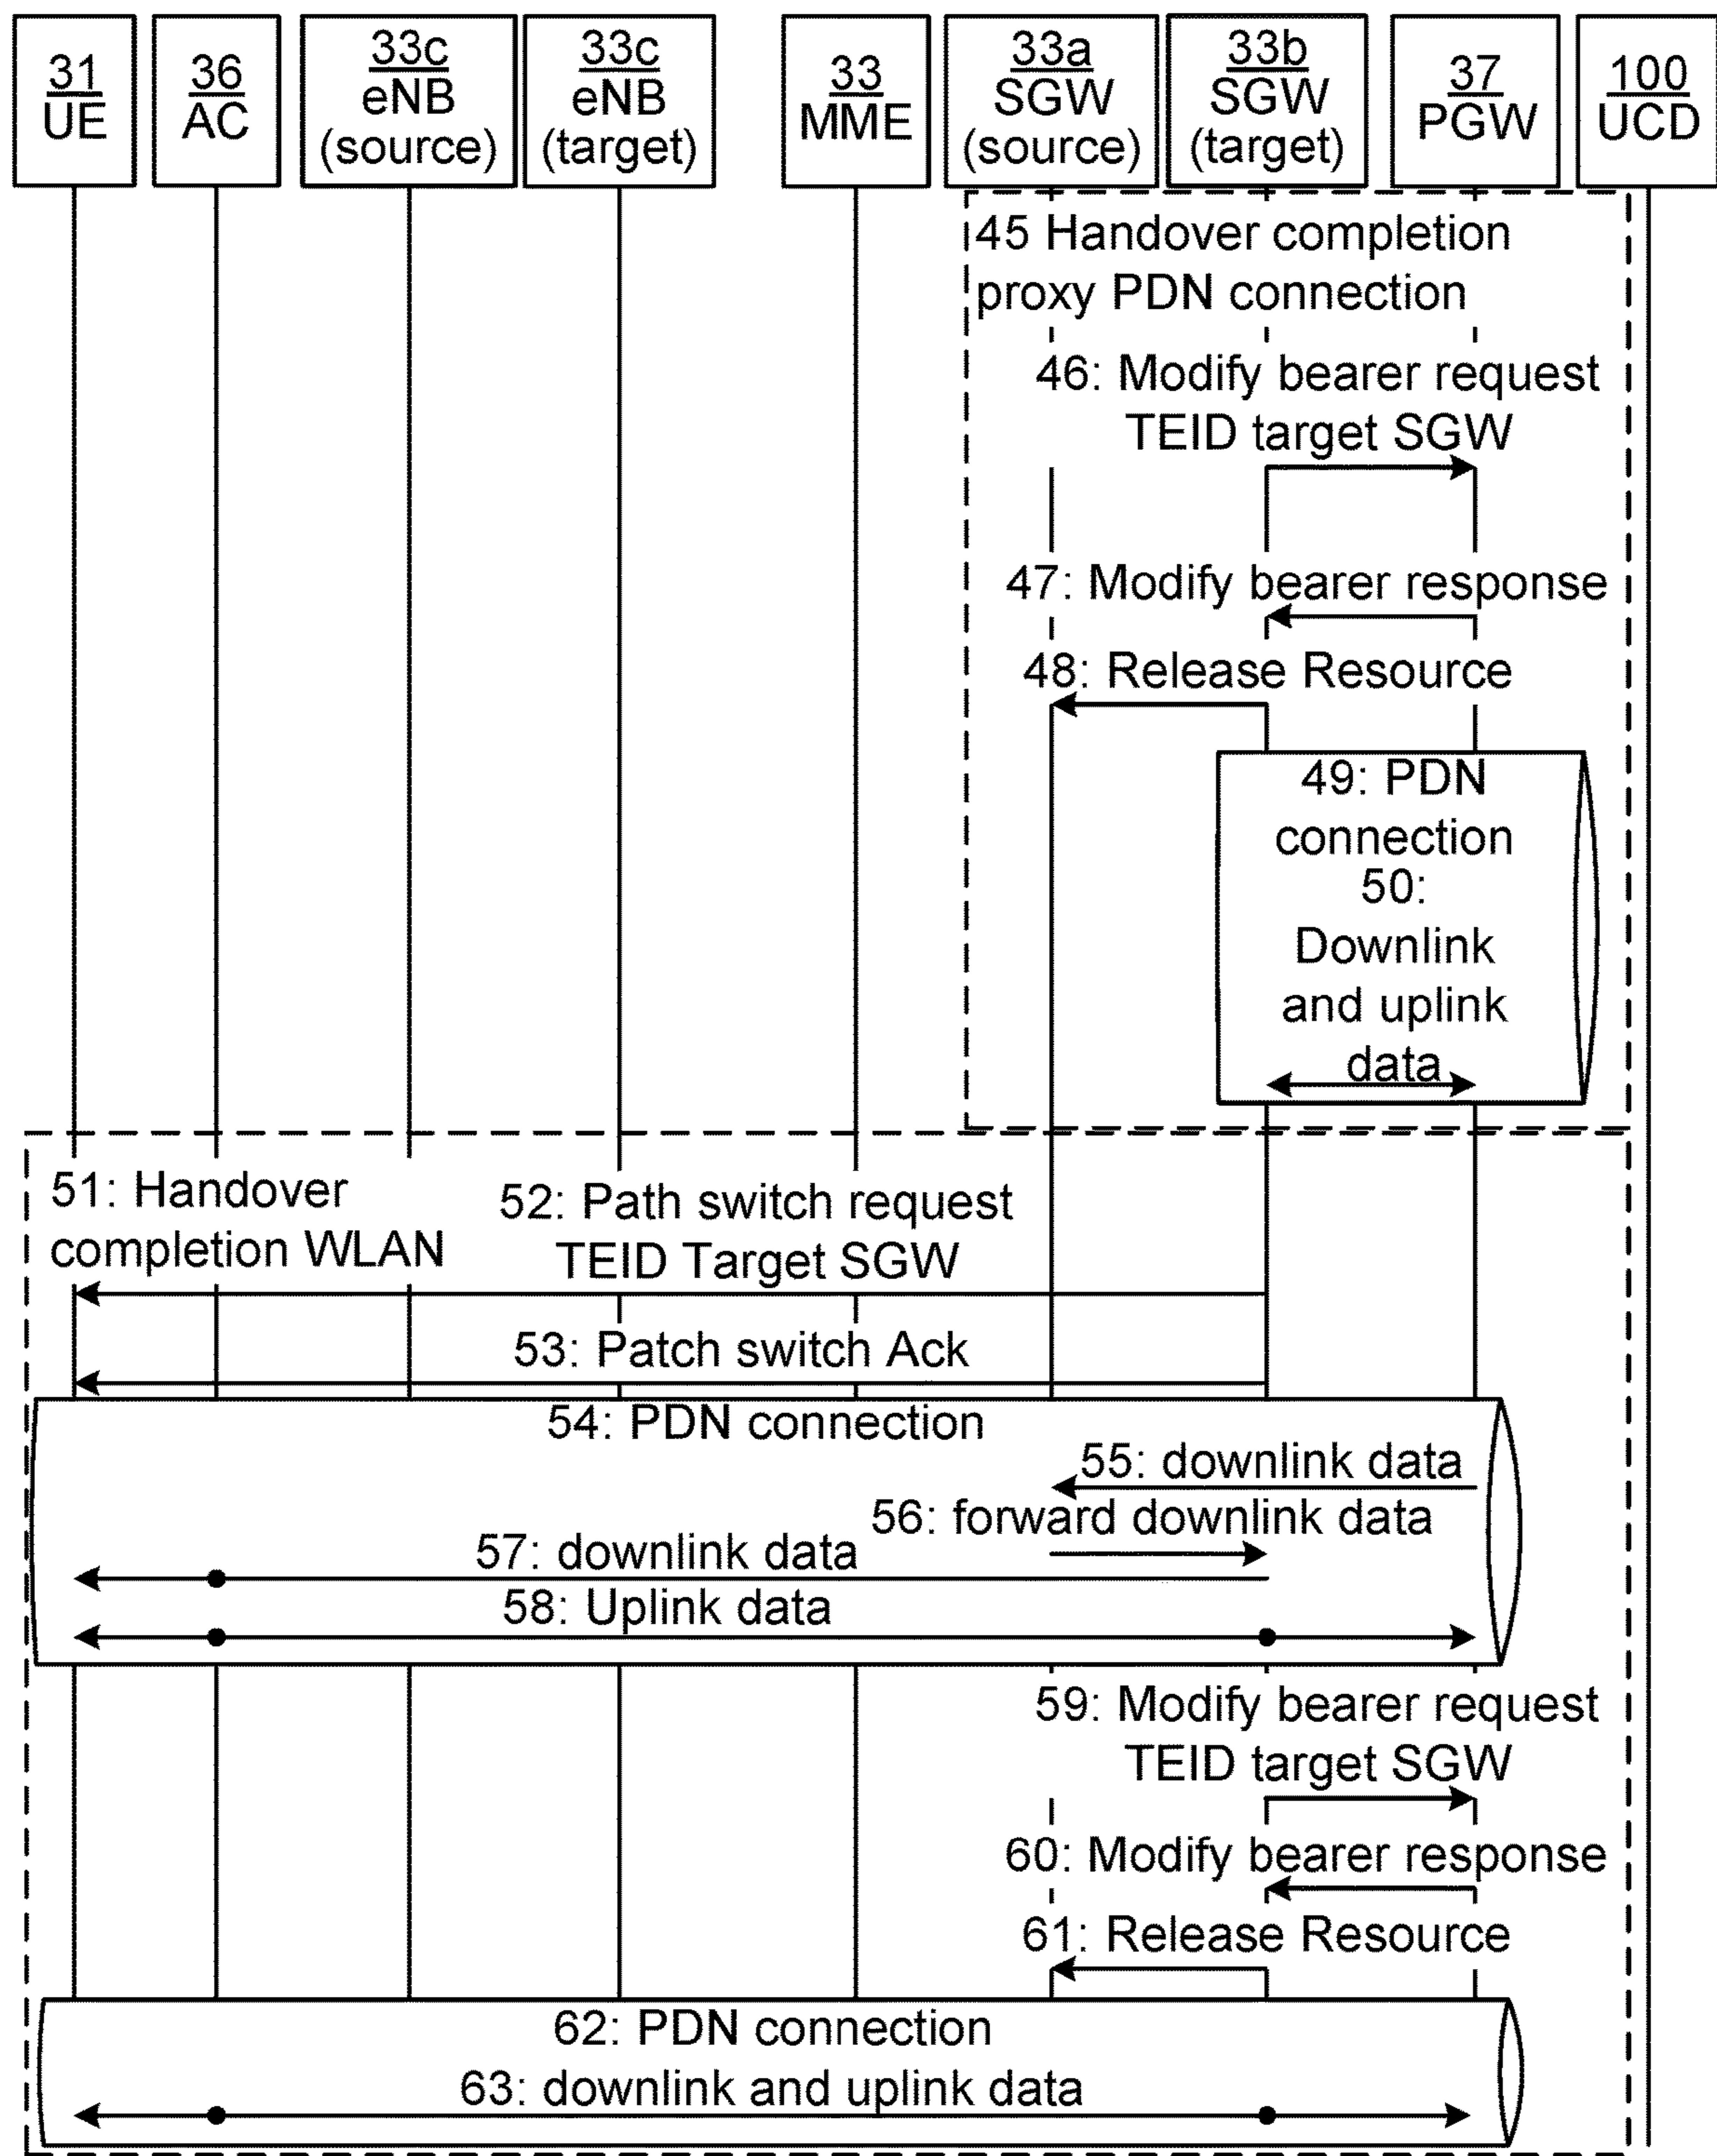 31
UE
36
AC
33c
eNB
(source)
33c
eNB
(target)
33
MME
33a
SGW
(source)
33b
SGW
(target)
37
PGW
100
UCD
45 Handover completion
proxy PDN connection
46: Modify bearer request
TEID target SGW
47: Modify bearer response
48: Release Resource
49: PDN
connection
50:
Downlink
and uplink
data
51: Handover
completion WLAN
52: Path switch request
TEID Target SGW
53: Patch switch Ack
54: PDN connection
55: downlink data
56: forward downlink data
57: downlink data
58: Uplink data
59: Modify bearer request
TEID target SGW
60: Modify bearer response
61: Release Resource
62: PDN connection
63: downlink and uplink data